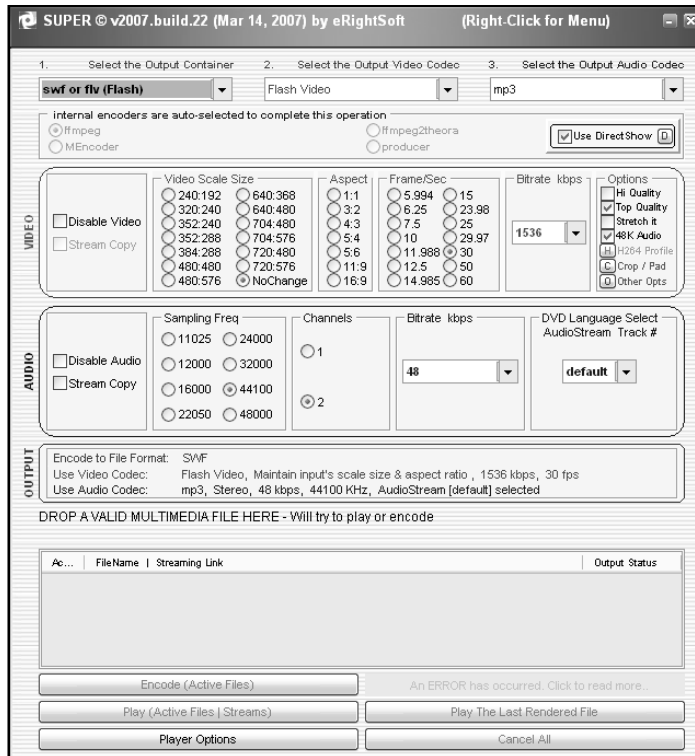 SUPER © v2007.build.22 (Mar 14, 2007) by eRightSoft (Right-Click for Menu)
1. Select the Output Container 2. Select the Output Video Codec 3. Select the Output Audio Codec
swf or flv (Flash) Flash Video mp3
internal encoders are auto-selected to complete this operation
ffmpeg ffmpeg2theora
MEncoder producer
Use DirectShow D
VIDEO
Disable Video
Stream Copy
Video Scale Size
240:192 640:368
320:240 640:480
352:240 704:480
352:288 704:576
384:288 720:480
480:480 720:576
480:576 NoChange
Aspect
1:1
3:2
4:3
5:4
5:6
11:9
16:9
Frame/Sec
5.994 15
6.25 23.98
7.5 25
10 29.97
11.988 30
12.5 50
14.985 60
Bitrate kbps
1536
Options
Hi Quality
Top Quality
Stretch it
48K Audio
H H264 Profile
C Crop / Pad
O Other Opts
AUDIO
Disable Audio
Stream Copy
Sampling Freq
11025 24000
12000 32000
16000 44100
22050 48000
Channels
1
2
Bitrate kbps
48
DVD Language Select
AudioStream Track #
default
OUTPUT
Encode to File Format: SWF
Use Video Codec: Flash Video, Maintain input's scale size & aspect ratio , 1536 kbps, 30 fps
Use Audio Codec: mp3, Stereo, 48 kbps, 44100 KHz, AudioStream [default] selected
DROP A VALID MULTIMEDIA FILE HERE - Will try to play or encode
Ac... FileName | Streaming Link Output Status
Encode (Active Files) An ERROR has occurred. Click to read more..
Play (Active Files | Streams) Play The Last Rendered File
Player Options Cancel All